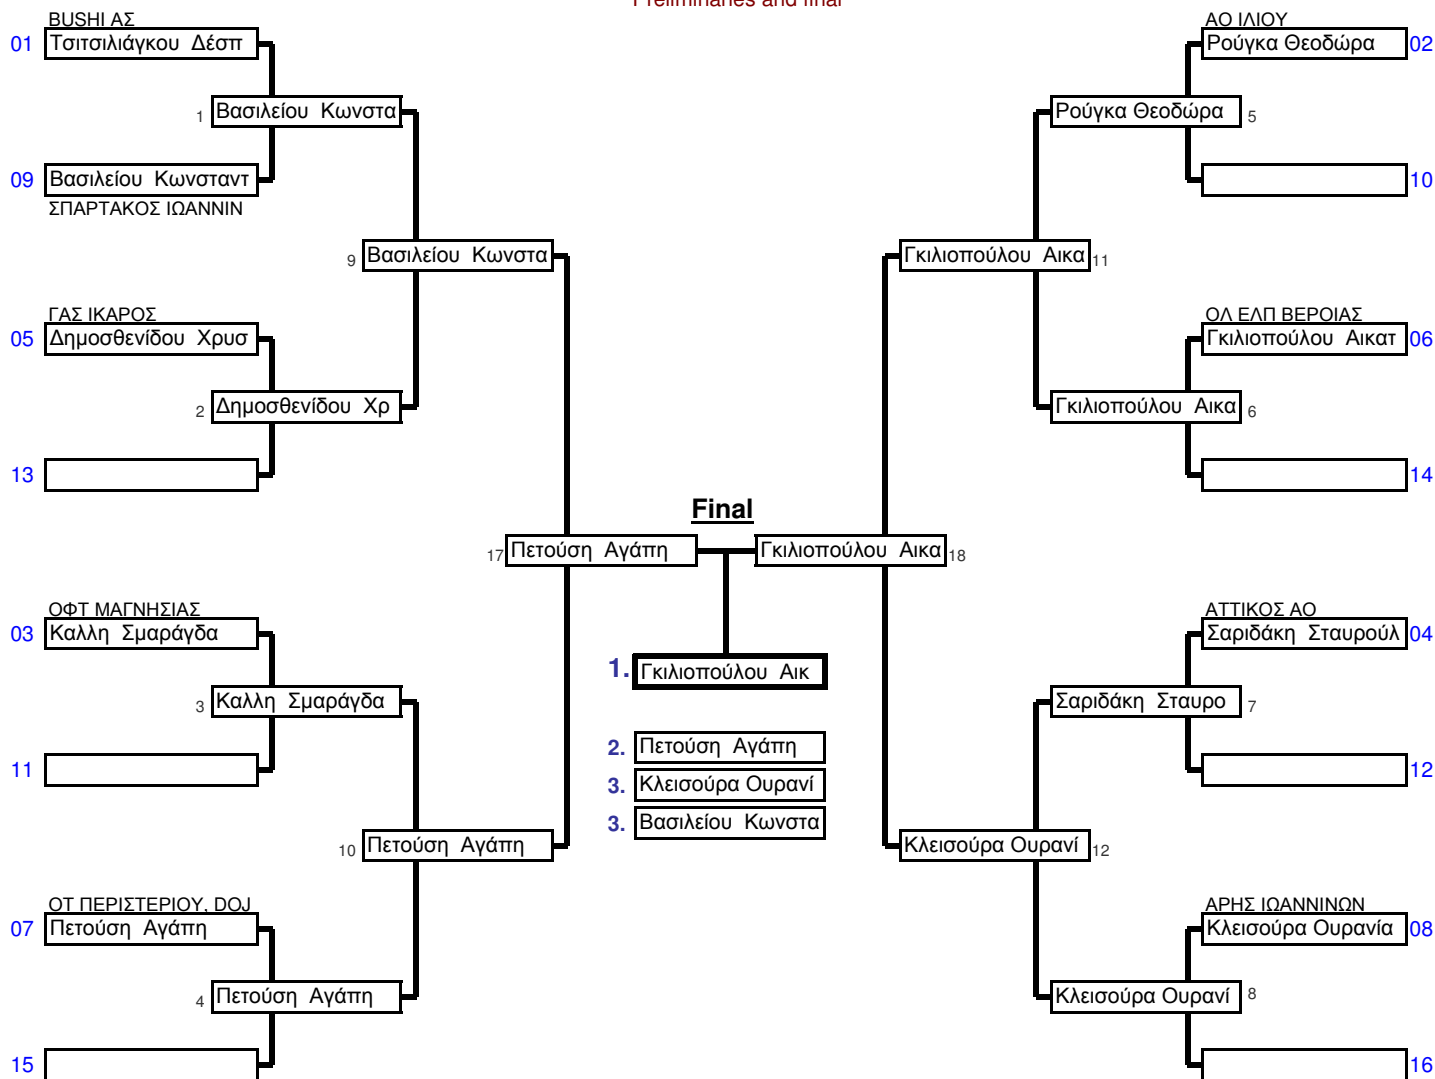 Preliminaries and final
BUSHI ΑΣ
01 Τσιτσιλιάγκου Δέσπ
1 Βασιλείου Κωνστα
09 Βασιλείου Κωνσταντ
ΣΠΑΡΤΑΚΟΣ ΙΩΑΝΝΙΝ
9 Βασιλείου Κωνστα
ΓΑΣ ΙΚΑΡΟΣ
05 Δημοσθενίδου Χρυσ
2 Δημοσθενίδου Χρ
13
17 Πετούση Αγάπη
ΟΦΤ ΜΑΓΝΗΣΙΑΣ
03 Καλλη Σμαράγδα
3 Καλλη Σμαράγδα
11
10 Πετούση Αγάπη
ΟΤ ΠΕΡΙΣΤΕΡΙΟΥ, DOJ
07 Πετούση Αγάπη
4 Πετούση Αγάπη
15
Final
1. Γκιλιοπούλου Αικ
2. Πετούση Αγάπη
3. Κλεισούρα Ουρανί
3. Βασιλείου Κωνστα
ΑΟ ΙΛΙΟΥ
Ρούγκα Θεοδώρα 02
Ρούγκα Θεοδώρα 5
10
Γκιλιοπούλου Αικα 11
ΟΛ ΕΛΠ ΒΕΡΟΙΑΣ
Γκιλιοπούλου Αικατ 06
Γκιλιοπούλου Αικα 6
14
Γκιλιοπούλου Αικα 18
ΑΤΤΙΚΟΣ ΑΟ
Σαριδάκη Σταυρούλ 04
Σαριδάκη Σταυρο 7
12
Κλεισούρα Ουρανί 12
ΑΡΗΣ ΙΩΑΝΝΙΝΩΝ
Κλεισούρα Ουρανία 08
Κλεισούρα Ουρανί 8
16